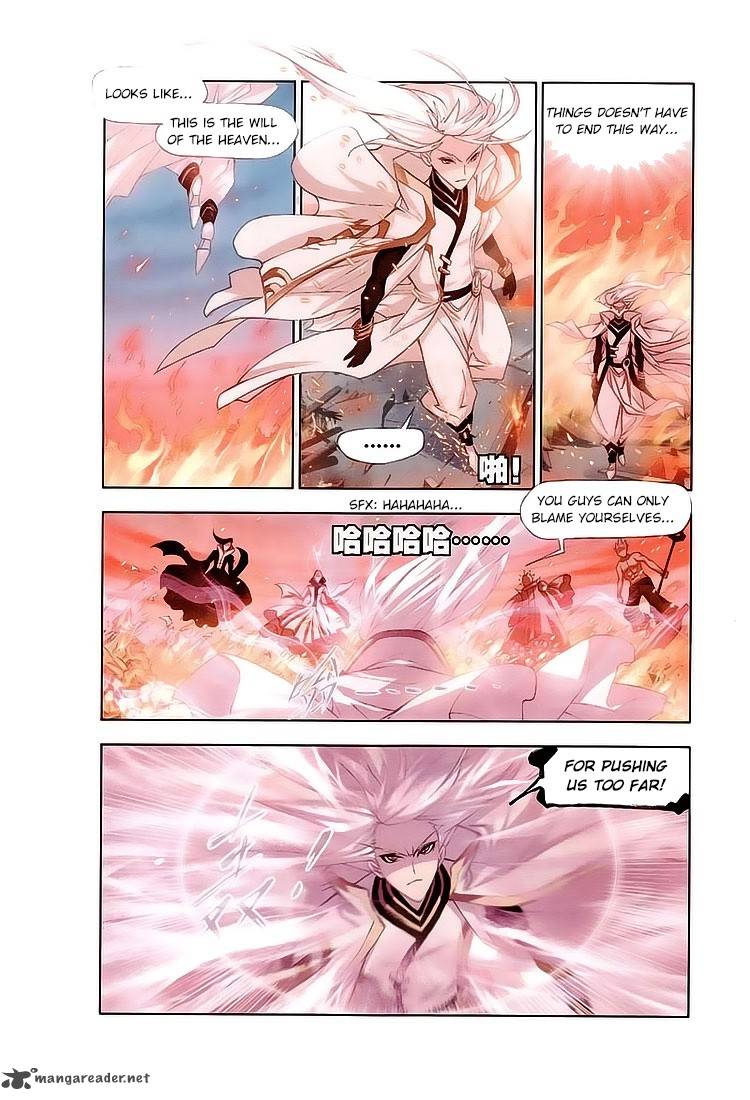 LOOKS LIKE...
THIS IS THE WILL
OF THE HEAVEN...
......
啪!
THINGS DOESN'T HAVE
TO END THIS WAY...
SFX: HAHAHAHA...
哈哈哈哈......
YOU GUYS CAN ONLY
BLAME YOURSELVES...
FOR PUSHING
US TOO FAR!
mangareader.net